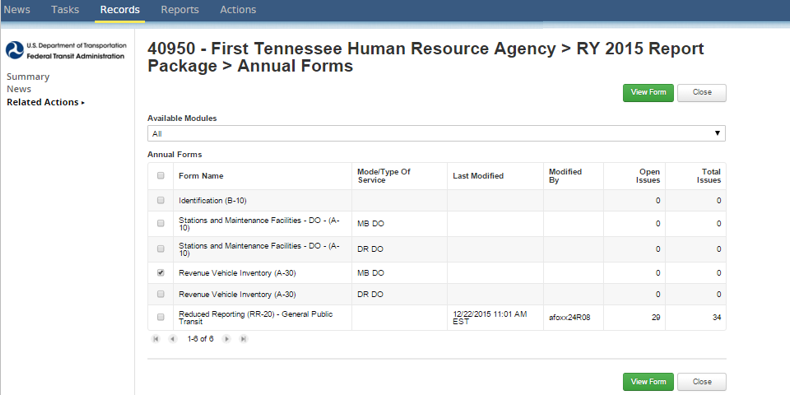 News Tasks Records Reports Actions
U.S. Department of Transportation
Federal Transit Administration
Summary
News
Related Actions ▸
40950 - First Tennessee Human Resource Agency > RY 2015 Report
Package > Annual Forms
View Form Close
Available Modules
All
Annual Forms
Form Name Mode/Type Of Service Last Modified Modified By Open Issues Total Issues
Identification (B-10) 0 0
Stations and Maintenance Facilities - DO - (A-10) MB DO 0 0
Stations and Maintenance Facilities - DO - (A-10) DR DO 0 0
Revenue Vehicle Inventory (A-30) MB DO 0 0
Revenue Vehicle Inventory (A-30) DR DO 0 0
Reduced Reporting (RR-20) - General Public Transit 12/22/2015 11:01 AM EST afoxx24R08 29 34
1-6 of 6
View Form Close